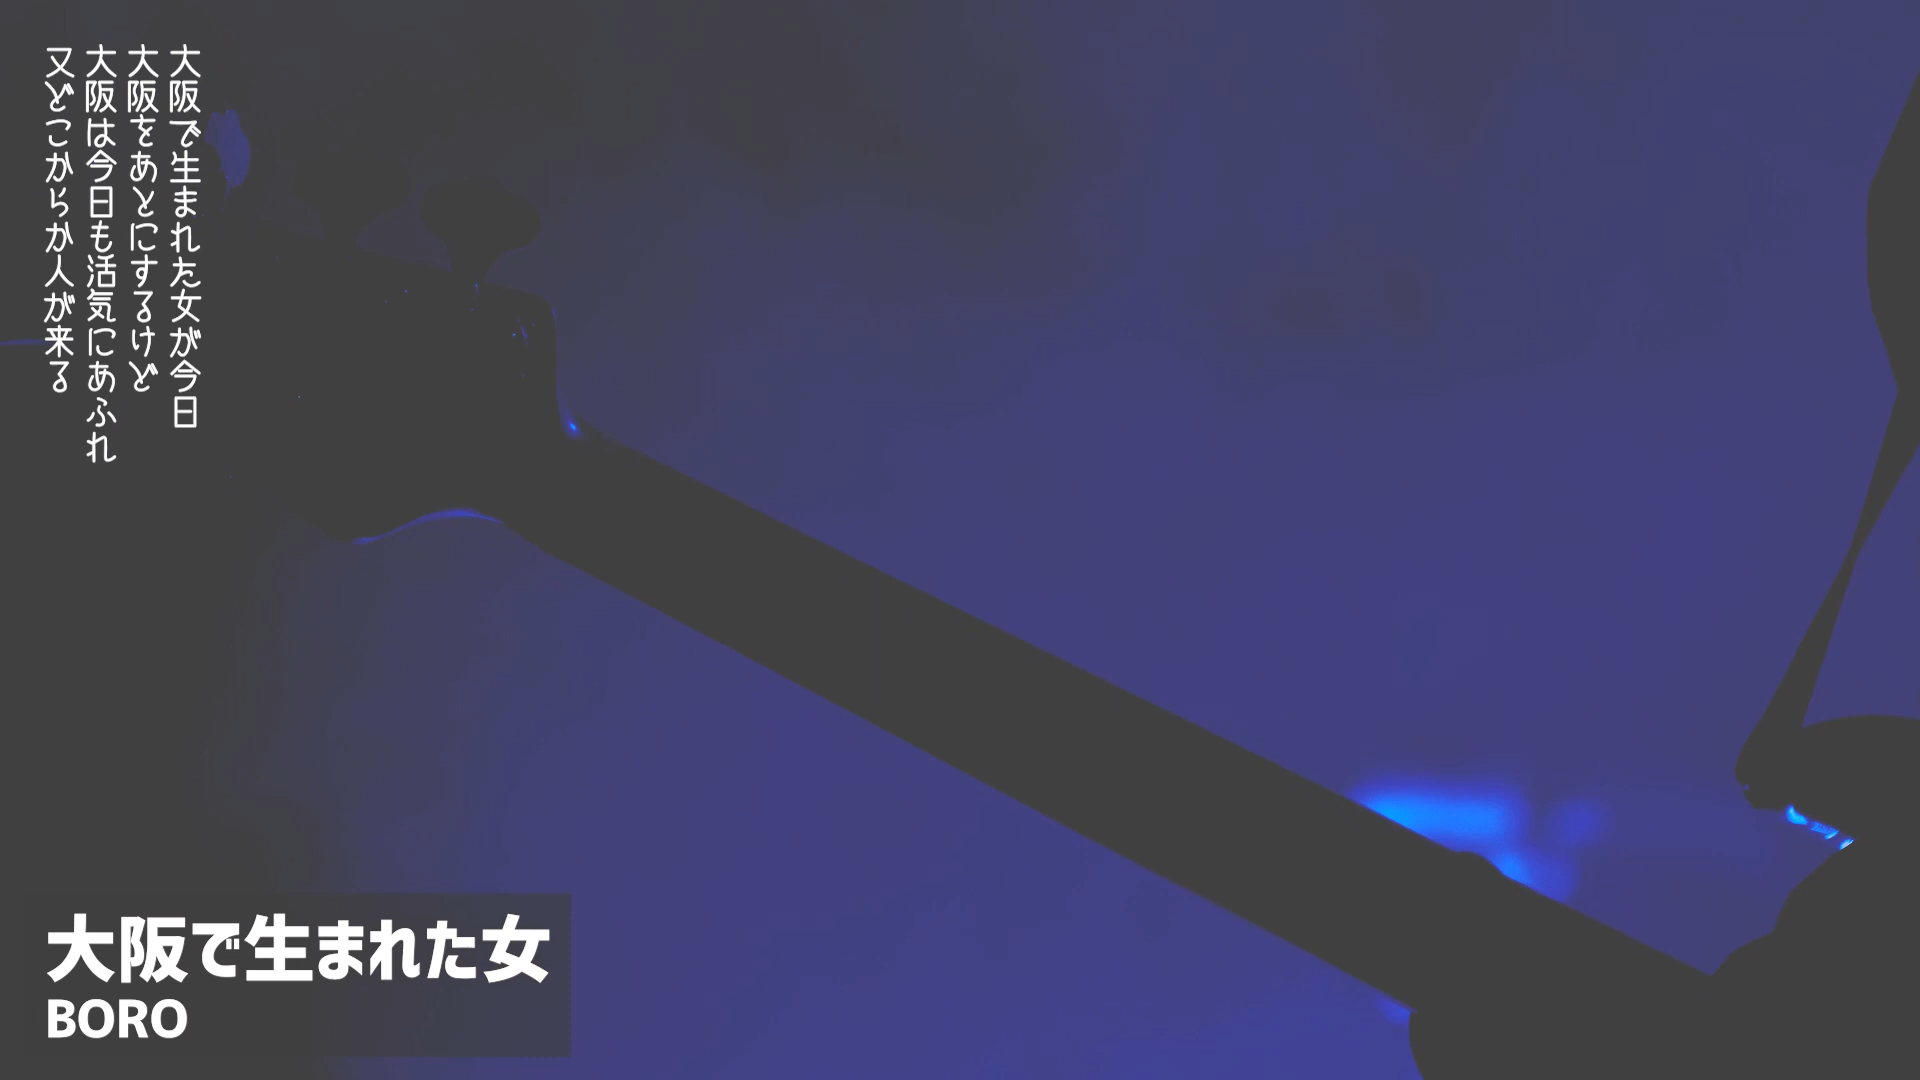 大阪で生まれた女が今日
大阪をあとにするけど
大阪は今日も活気にあふれ
又どこからか人が来る
大阪で生まれた女
BORO